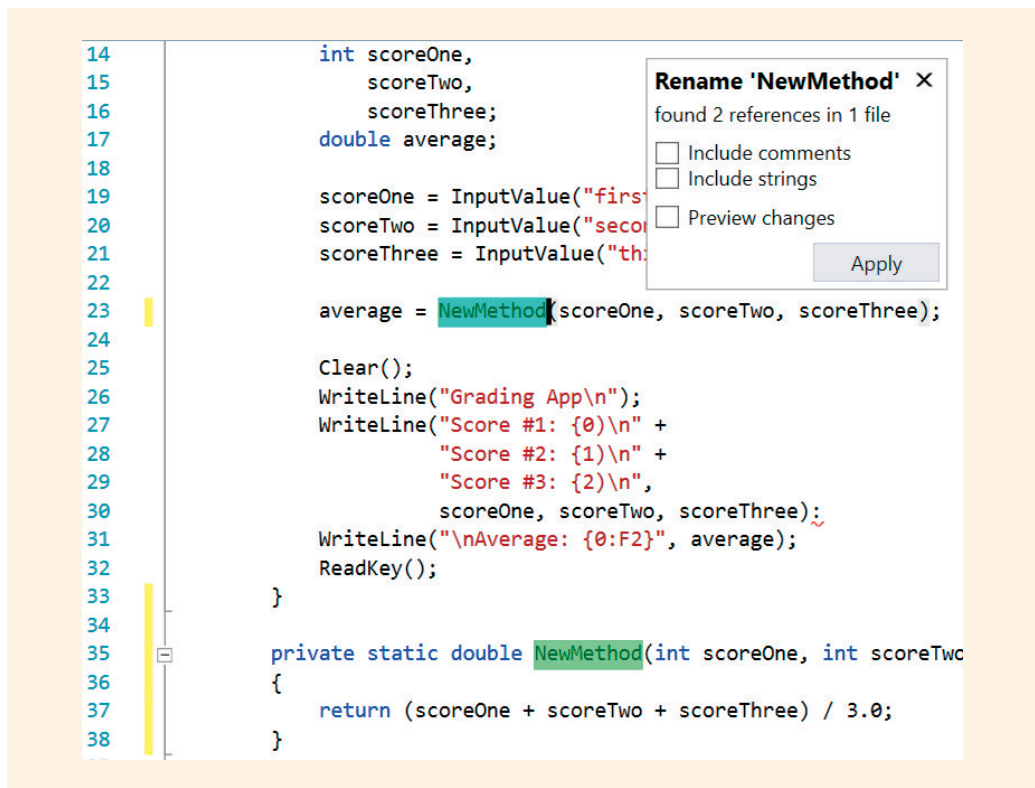 14 int scoreOne,
15 scoreTwo,
16 scoreThree;
17 double average;
18
19 scoreOne = InputValue("firs
20 scoreTwo = InputValue("seco
21 scoreThree = InputValue("th
22
23 average = NewMethod(scoreOne, scoreTwo, scoreThree);
24
25 Clear();
26 WriteLine("Grading App\n");
27 WriteLine("Score #1: {0)\n" +
28 "Score #2: {1)\n" +
29 "Score #3: {2)\n",
30 scoreOne, scoreTwo, scoreThree):
31 WriteLine("\nAverage: {0:F2}", average);
32 ReadKey();
33 }
34
35 private static double NewMethod(int scoreOne, int scoreTwo
36 {
37 return (scoreOne + scoreTwo + scoreThree) / 3.0;
38 }
Rename 'NewMethod' ×
found 2 references in 1 file
Include comments
Include strings
Preview changes
Apply